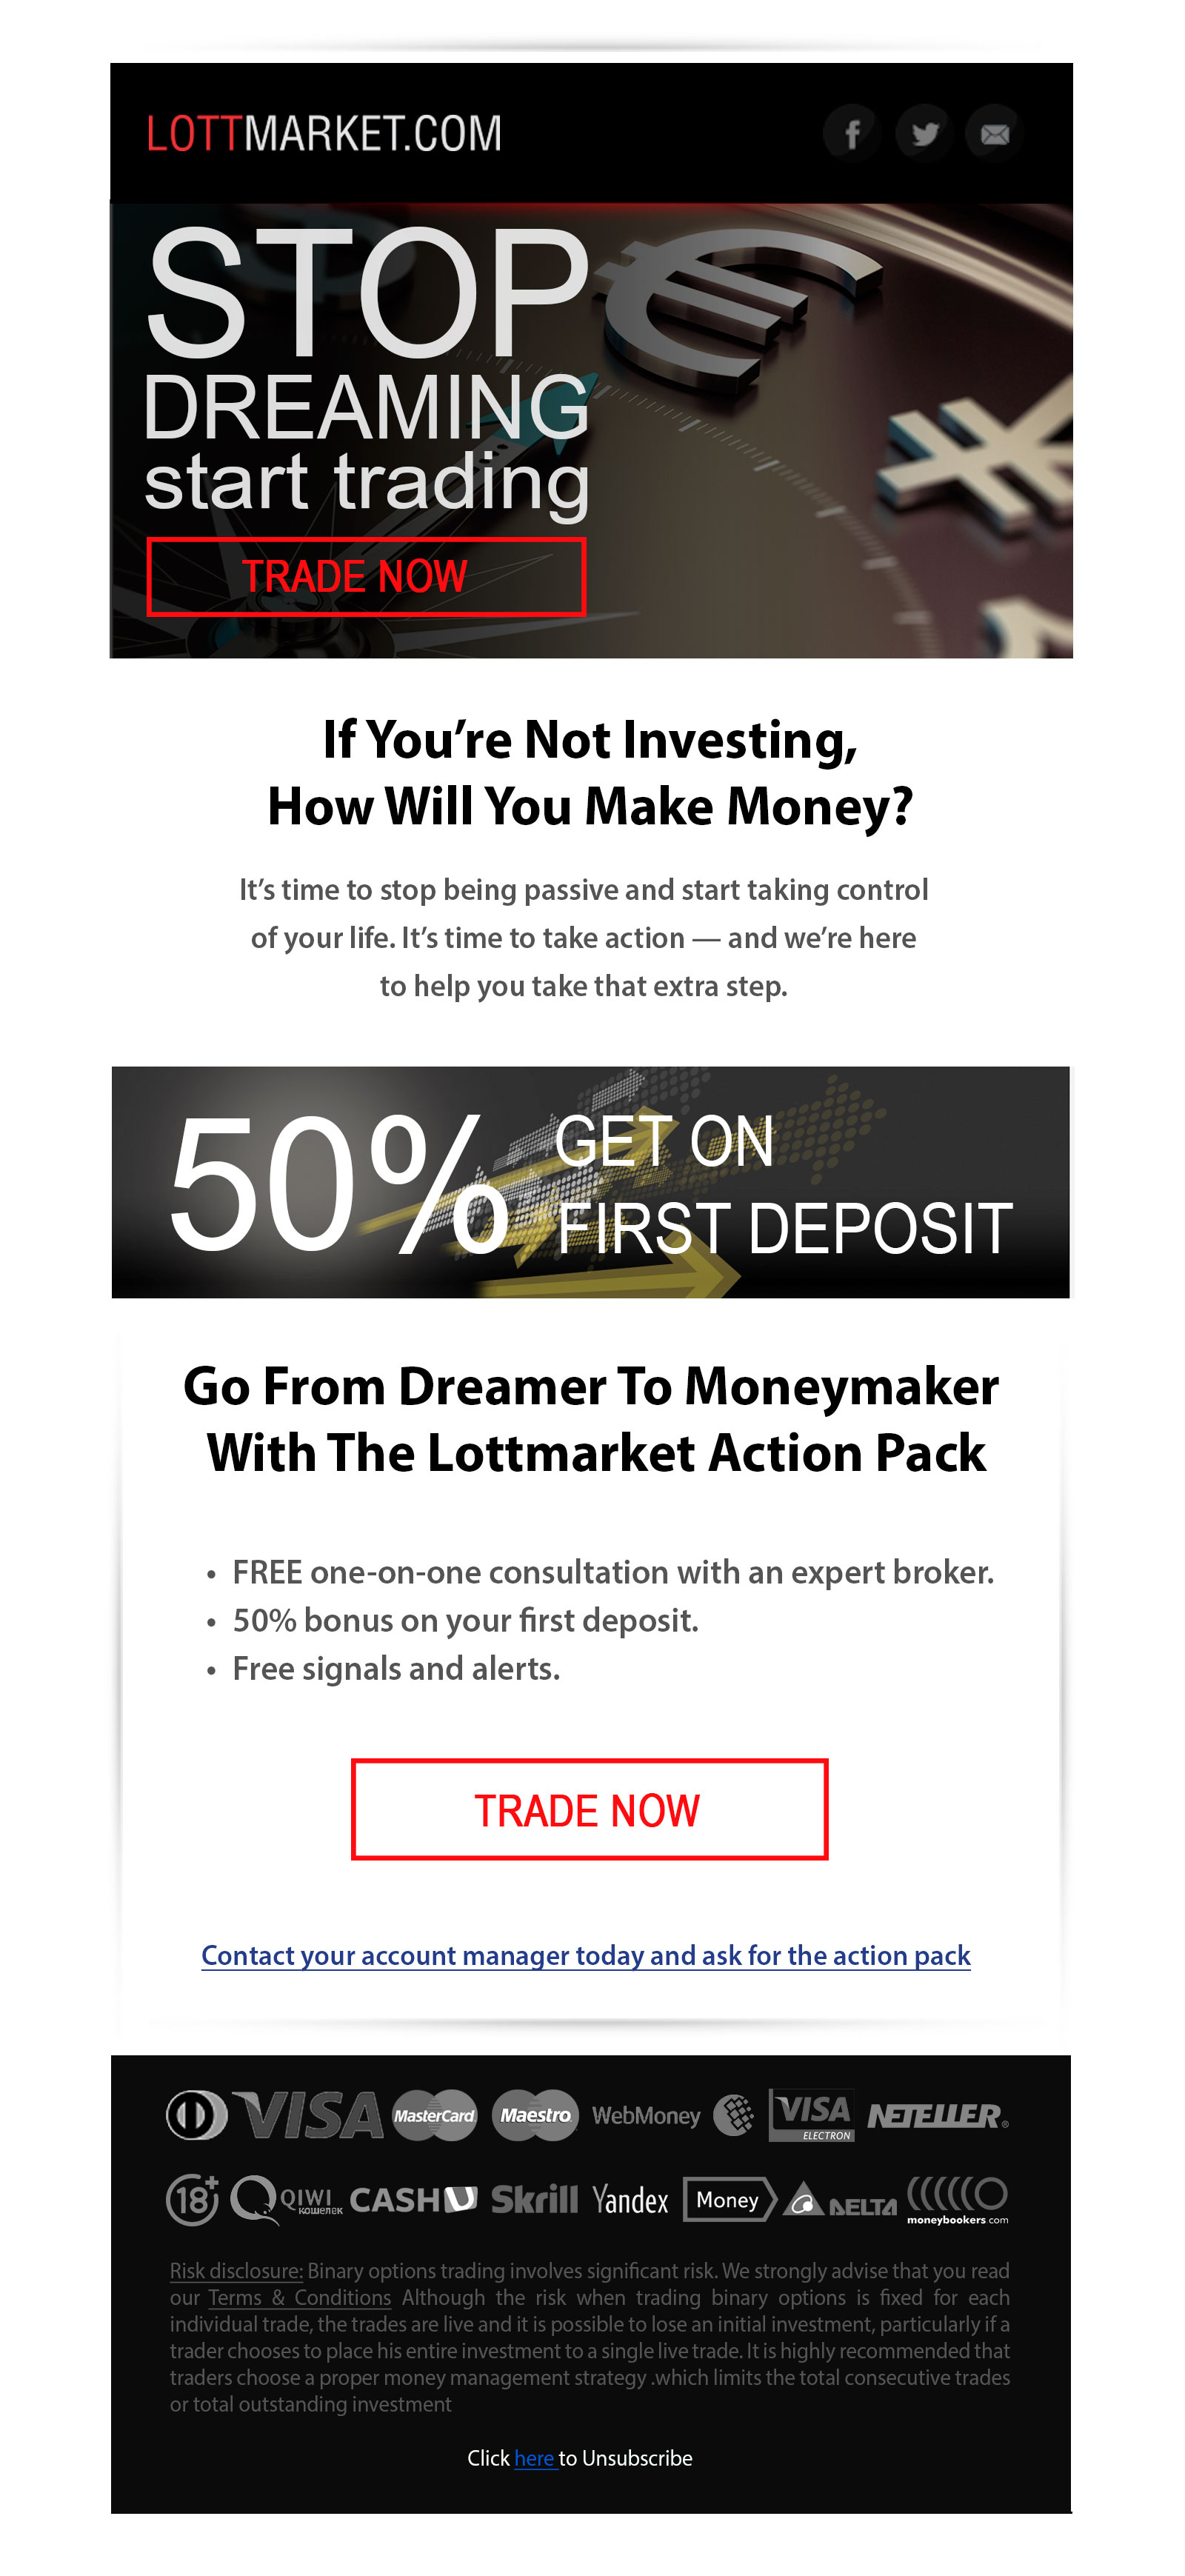 LOTTMARKET.COM
STOP
DREAMING
start trading
TRADE NOW
If You’re Not Investing,
How Will You Make Money?
It’s time to stop being passive and start taking control
of your life. It’s time to take action — and we’re here
to help you take that extra step.
50% GET ON
FIRST DEPOSIT
Go From Dreamer To Moneymaker
With The Lottmarket Action Pack
• FREE one-on-one consultation with an expert broker.
• 50% bonus on your first deposit.
• Free signals and alerts.
TRADE NOW
Contact your account manager today and ask for the action pack
VISA MasterCard Maestro WebMoney VISA ELECTRON NETELLER®
18+ QIWI КОШЕЛЕК CASHU Skrill Yandex Money DELTA moneybookers.com
Risk disclosure: Binary options trading involves significant risk. We strongly advise that you read
our Terms & Conditions Although the risk when trading binary options is fixed for each
individual trade, the trades are live and it is possible to lose an initial investment, particularly if a
trader chooses to place his entire investment to a single live trade. It is highly recommended that
traders choose a proper money management strategy .which limits the total consecutive trades
or total outstanding investment
Click here to Unsubscribe